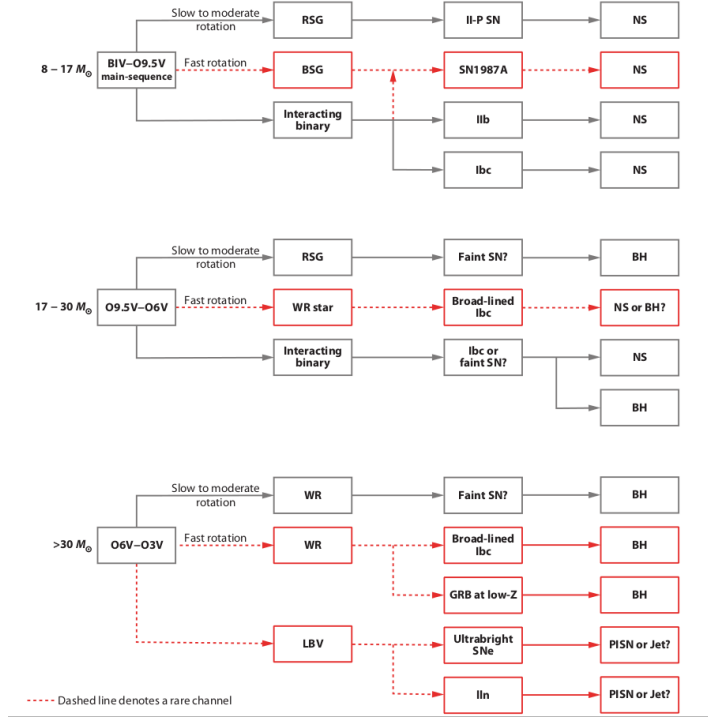 Slow to moderate
rotation
RSG
II-P SN
NS
8 – 17 M⊙
BIV–O9.5V
main-sequence
Fast rotation
BSG
SN1987A
NS
Interacting
binary
IIb
NS
Ibc
NS
Slow to moderate
rotation
RSG
Faint SN?
BH
17 – 30 M⊙
O9.5V–O6V
Fast rotation
WR star
Broad-lined
Ibc
NS or BH?
Interacting
binary
Ibc or
faint SN?
NS
BH
Slow to moderate
rotation
WR
Faint SN?
BH
>30 M⊙
O6V–O3V
Fast rotation
WR
Broad-lined
Ibc
BH
GRB at low-Z
BH
LBV
Ultrabright
SNe
PISN or Jet?
IIn
PISN or Jet?
Dashed line denotes a rare channel